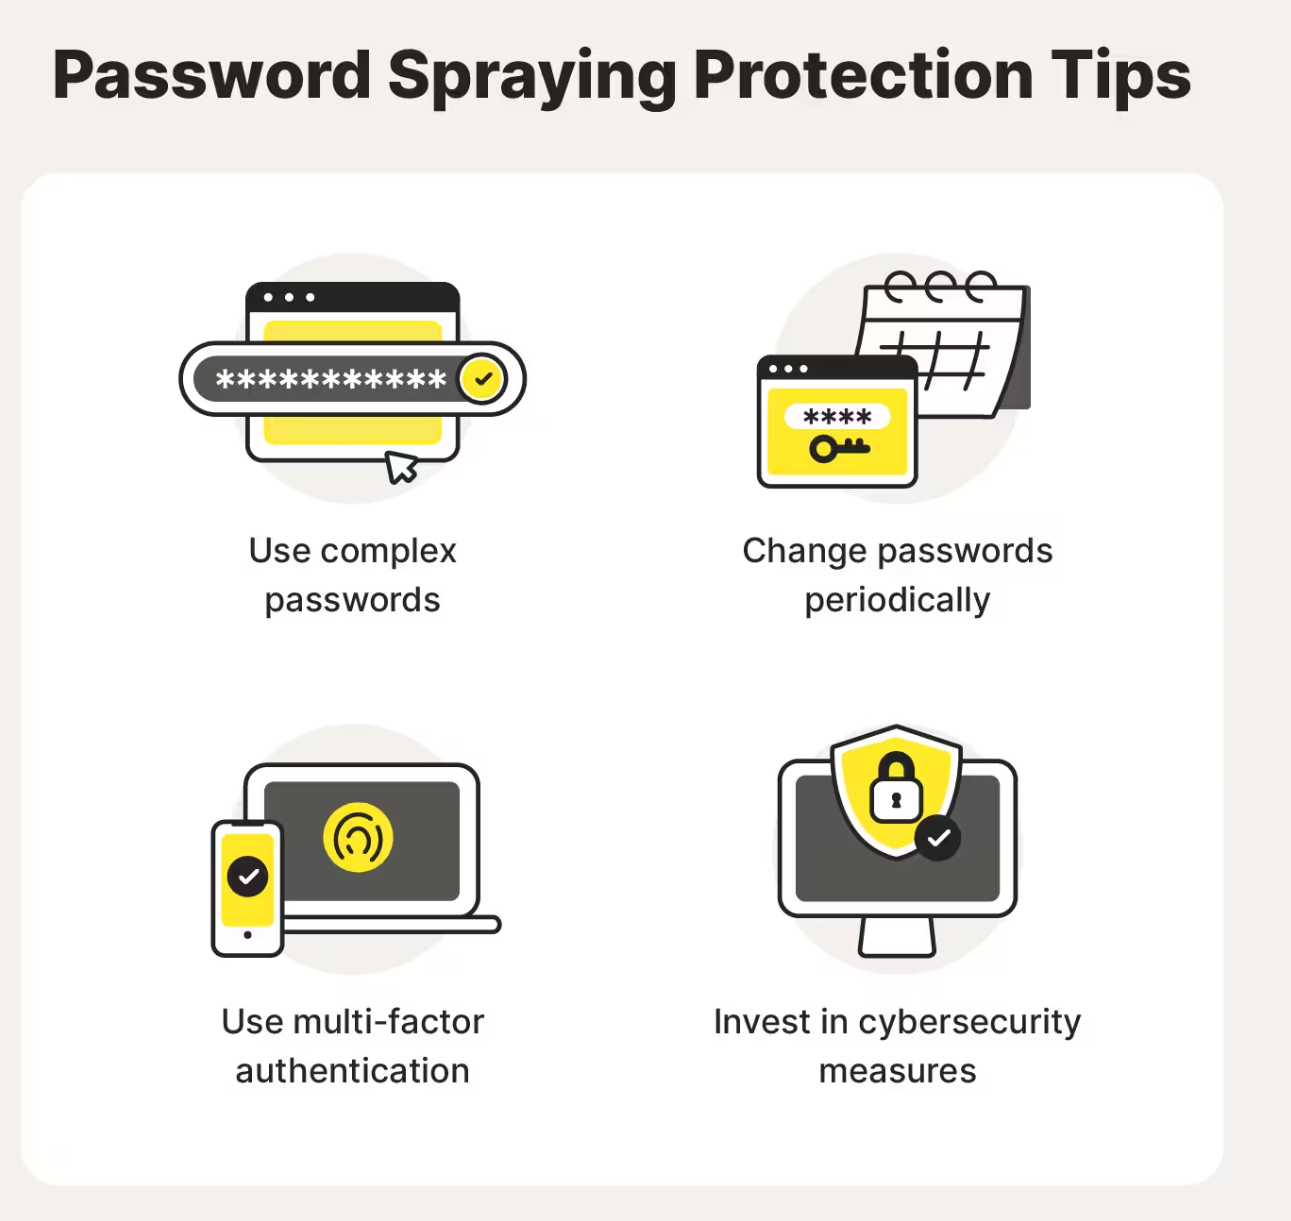 Password Spraying Protection Tips
***********
****
Use complex
passwords
Change passwords
periodically
Use multi-factor
authentication
Invest in cybersecurity
measures